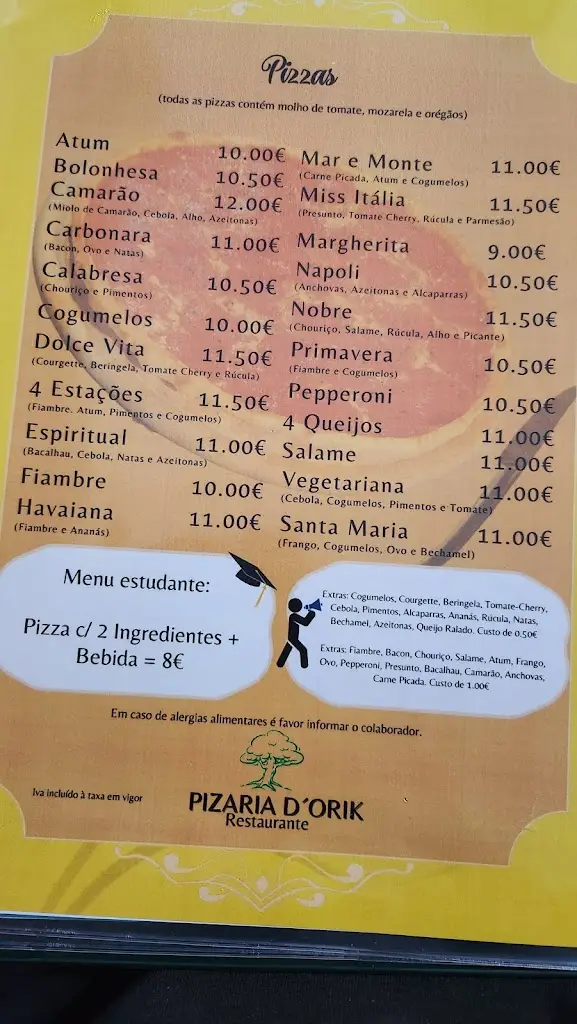 Pizzas
(todas as pizzas contém molho de tomate, mozarela e orégãos)
Atum 10.00€
Bolonhesa 10.50€
Camarão 12.00€
(Miolo de Camarão, Cebola, Alho, Azeitonas)
Carbonara 11.00€
(Bacon, Ovo e Natas)
Calabresa 10.50€
(Chouriço e Pimentos)
Cogumelos 10.00€
Dolce Vita 11.50€
(Courgette, Beringela, Tomate Cherry e Rúcula)
4 Estações 11.50€
(Fiambre, Atum, Pimentos e Cogumelos)
Espiritual 11.00€
(Bacalhau, Cebola, Natas e Azeitonas)
Fiambre 10.00€
Havaiana 11.00€
(Fiambre e Ananás)
Mar e Monte 11.00€
(Carne Picada, Atum e Cogumelos)
Miss Itália 11.50€
(Presunto, Tomate Cherry, Rúcula e Parmesão)
Margherita 9.00€
Napoli 10.50€
(Anchovas, Azeitonas e Alcaparras)
Nobre 11.50€
(Chouriço, Salame, Rúcula, Alho e Picante)
Primavera 10.50€
(Fiambre e Cogumelos)
Pepperoni 10.50€
4 Queijos 11.00€
Salame 11.00€
Vegetariana 11.00€
(Cebola, Cogumelos, Pimentos e Tomate)
Santa Maria 11.00€
(Frango, Cogumelos, Ovo e Bechamel)
Menu estudante:
Pizza c/ 2 Ingredientes +
Bebida = 8€
Extras: Cogumelos, Courgette, Beringela, Tomate-Cherry,
Cebola, Pimentos, Alcaparras, Ananás, Rúcula, Natas,
Bechamel, Azeitonas, Queijo Ralado. Custo de 0.50€
Extras: Fiambre, Bacon, Chouriço, Salame, Atum, Frango,
Ovo, Pepperoni, Presunto, Bacalhau, Camarão, Anchovas,
Carne Picada. Custo de 1.00€
Em caso de alergias alimentares é favor informar o colaborador.
Iva incluído à taxa em vigor
PIZARIA D´ORIK
Restaurante